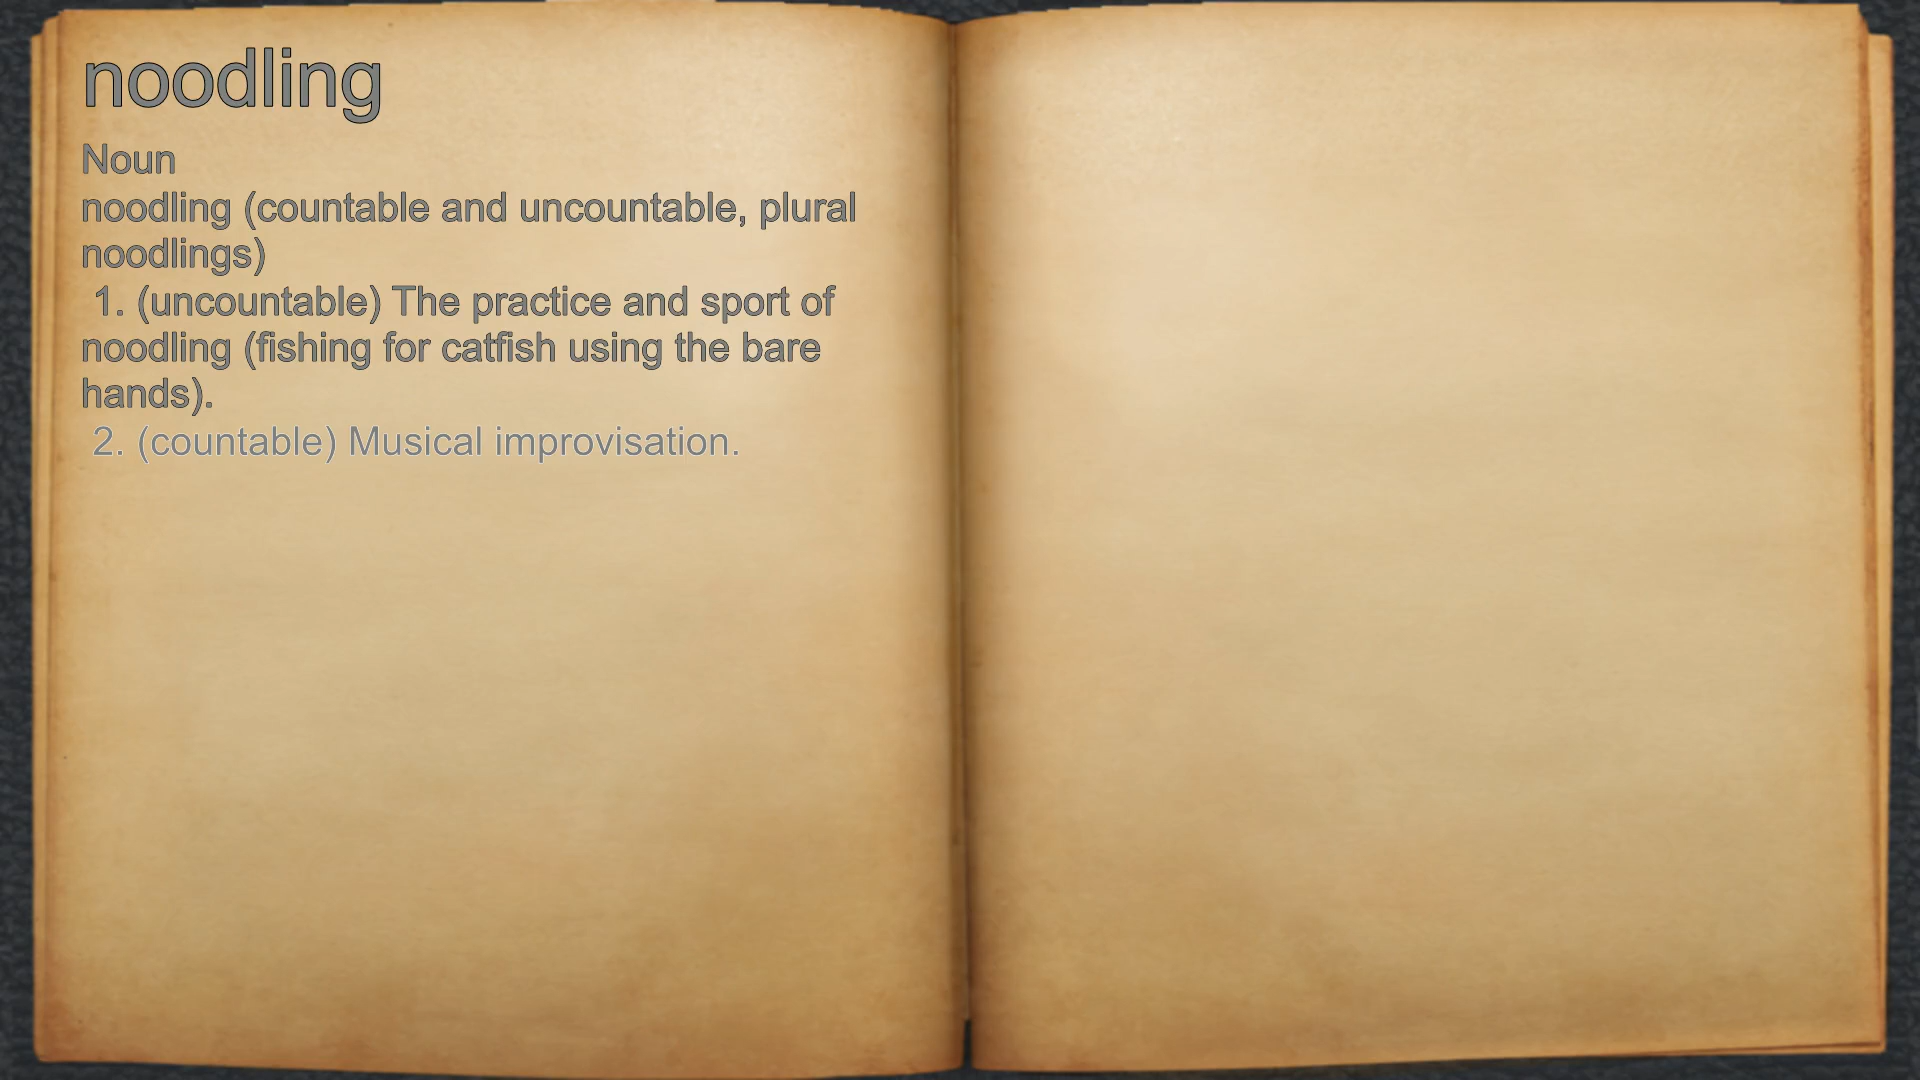 noodling
Noun
noodling (countable and uncountable, plural
noodlings)
1. (uncountable) The practice and sport of
noodling (fishing for catfish using the bare
hands).
2. (countable) Musical improvisation.